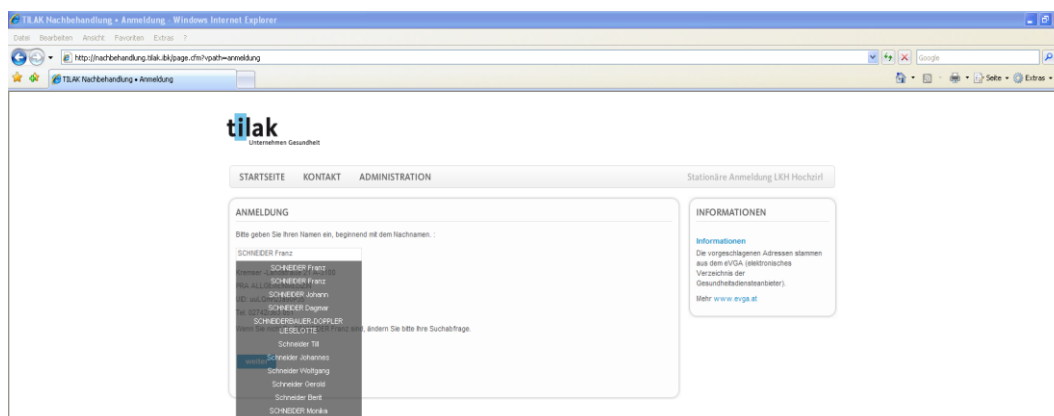 TILAK Nachbehandlung • Anmeldung - Windows Internet Explorer
Datei Bearbeiten Ansicht Favoriten Extras ?
http://nachbehandlung.tilak.ibk/page.cfm?vpath=anmeldung
Google
TILAK Nachbehandlung • Anmeldung
Seite
Extras
tilak
Unternehmen Gesundheit
STARTSEITE KONTAKT ADMINISTRATION
Stationäre Anmeldung LKH Hochzirl
ANMELDUNG
Bitte geben Sie Ihren Namen ein, beginnend mit dem Nachnamen. :
SCHNEIDER Franz
SCHNEIDER Franz
SCHNEIDER Franz
SCHNEIDER Johann
SCHNEIDER Dagmar
SCHNEIDERBAUER-DOPPLER
LIESELOTTE
Schneider Till
Schneider Johannes
Schneider Wolfgang
Schneider Gerold
Schneider Berit
SCHNEIDER Monika
Franz sind, ändern Sie bitte Ihre Suchabfrage.
weiter
INFORMATIONEN
Informationen
Die vorgeschlagenen Adressen stammen
aus dem eVGA (elektronisches
Verzeichnis der
Gesundheitsdiensteanbieter).
Mehr www.evga.at